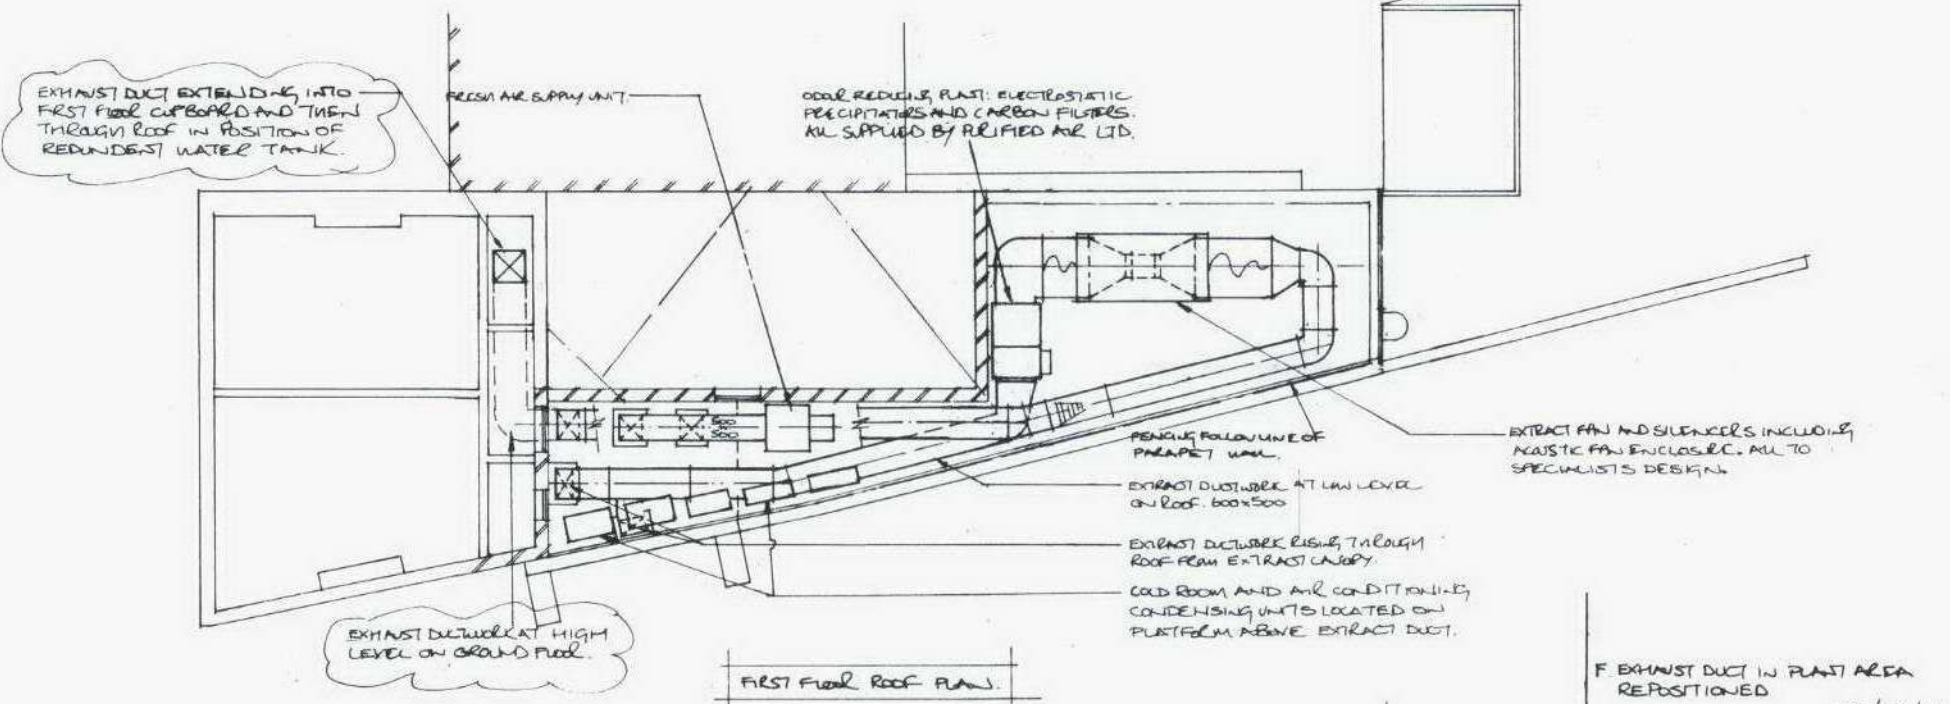 EXHAUST DUCT EXTENDING INTO
FIRST FLOOR CUPBOARD AND THEN
THROUGH ROOF IN POSITION OF
REDUNDENT WATER TANK.
FRESH AIR SUPPLY UNIT.
ODOUR REDUCING PLANT: ELECTROSTATIC
PRECIPITATORS AND CARBON FILTERS.
ALL SUPPLIED BY PURIFIED AIR LTD.
FENCING FOLLOW LINE OF
PARAPET WALL.
EXTRACT FAN AND SILENCERS INCLUDING
ACOUSTIC FAN ENCLOSURE. ALL TO
SPECIALISTS DESIGN.
EXTRACT DUCTWORK AT LOW LEVEL
ON ROOF. 600x500
EXTRACT DUCTWORK RISING THROUGH
ROOF FROM EXTRACT CANOPY.
COLD ROOM AND AIR CONDITIONING
CONDENSING UNITS LOCATED ON
PLATFORM ABOVE EXTRACT DUCT.
EXHAUST DUCTWORK AT HIGH
LEVEL ON GROUND FLOOR.
FIRST FLOOR ROOF PLAN.
F. EXHAUST DUCT IN PLANT AREA
REPOSITIONED